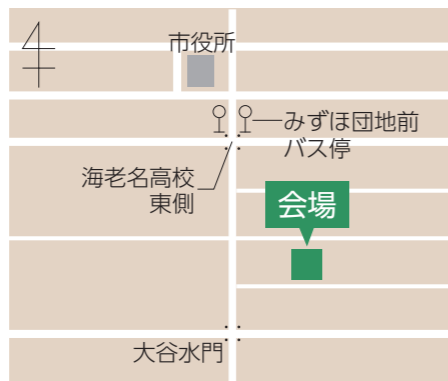 市役所
みずほ団地前
バス停
海老名高校
東側
会場
大谷水門